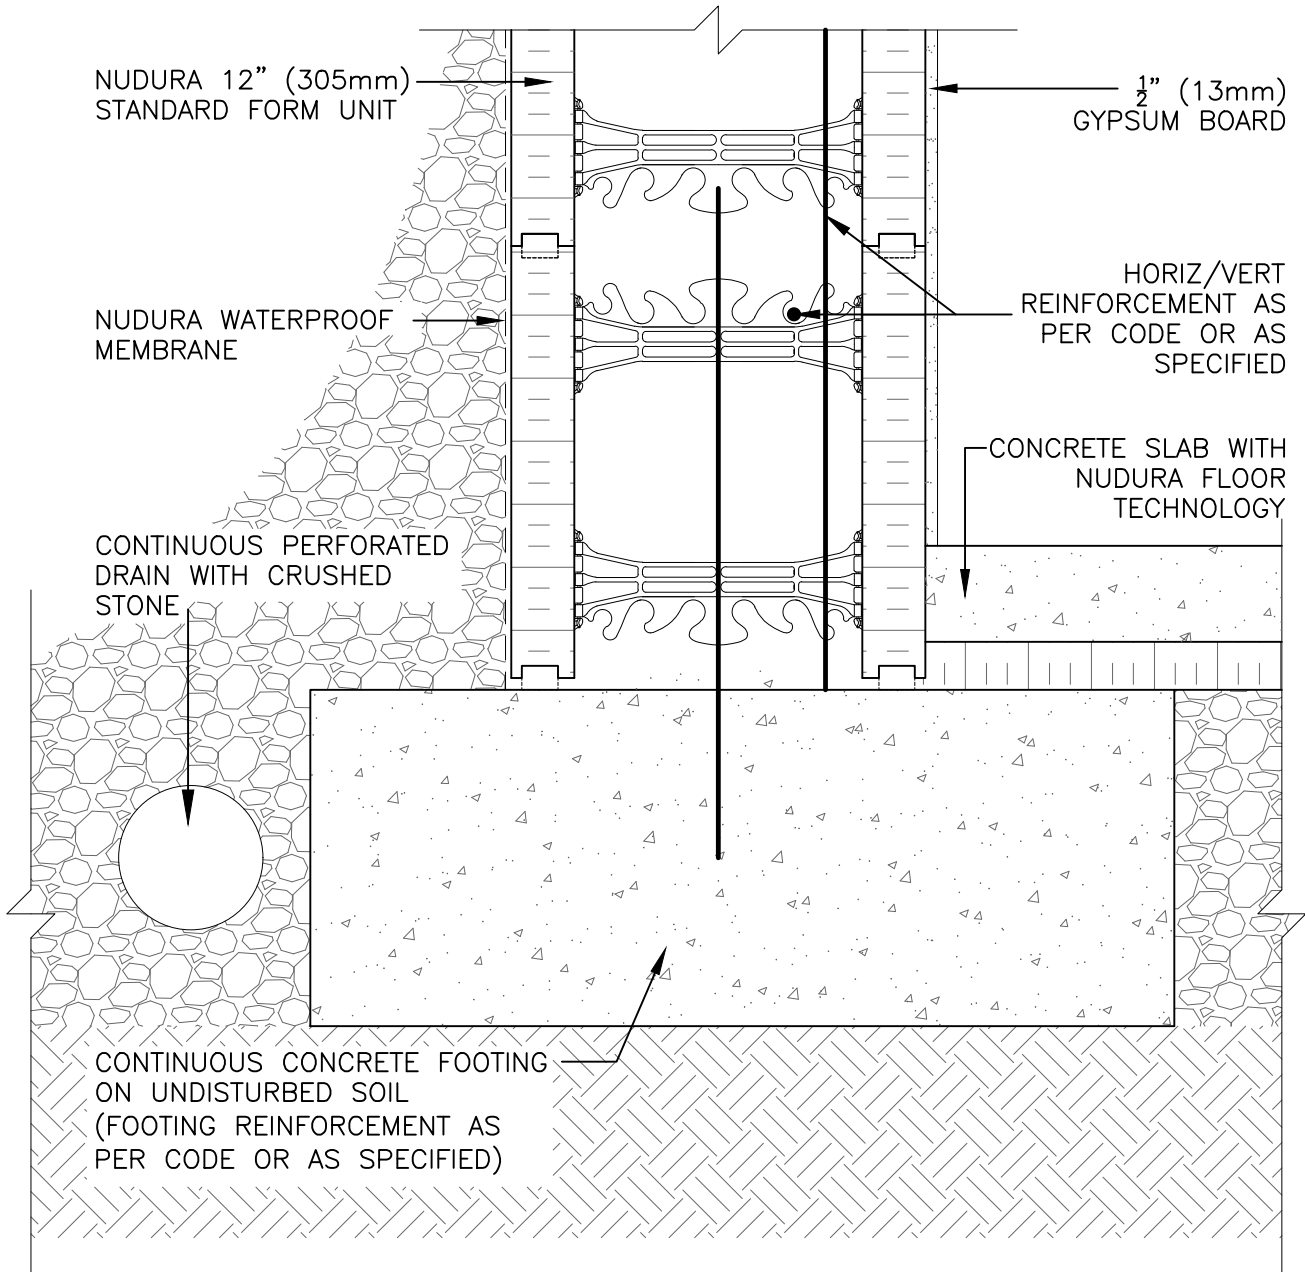 NUDURA 12” (305mm)
STANDARD FORM UNIT
½” (13mm)
GYPSUM BOARD
HORIZ/VERT
REINFORCEMENT AS
PER CODE OR AS
SPECIFIED
NUDURA WATERPROOF
MEMBRANE
CONCRETE SLAB WITH
NUDURA FLOOR
TECHNOLOGY
CONTINUOUS PERFORATED
DRAIN WITH CRUSHED
STONE
CONTINUOUS CONCRETE FOOTING
ON UNDISTURBED SOIL
(FOOTING REINFORCEMENT AS
PER CODE OR AS SPECIFIED)